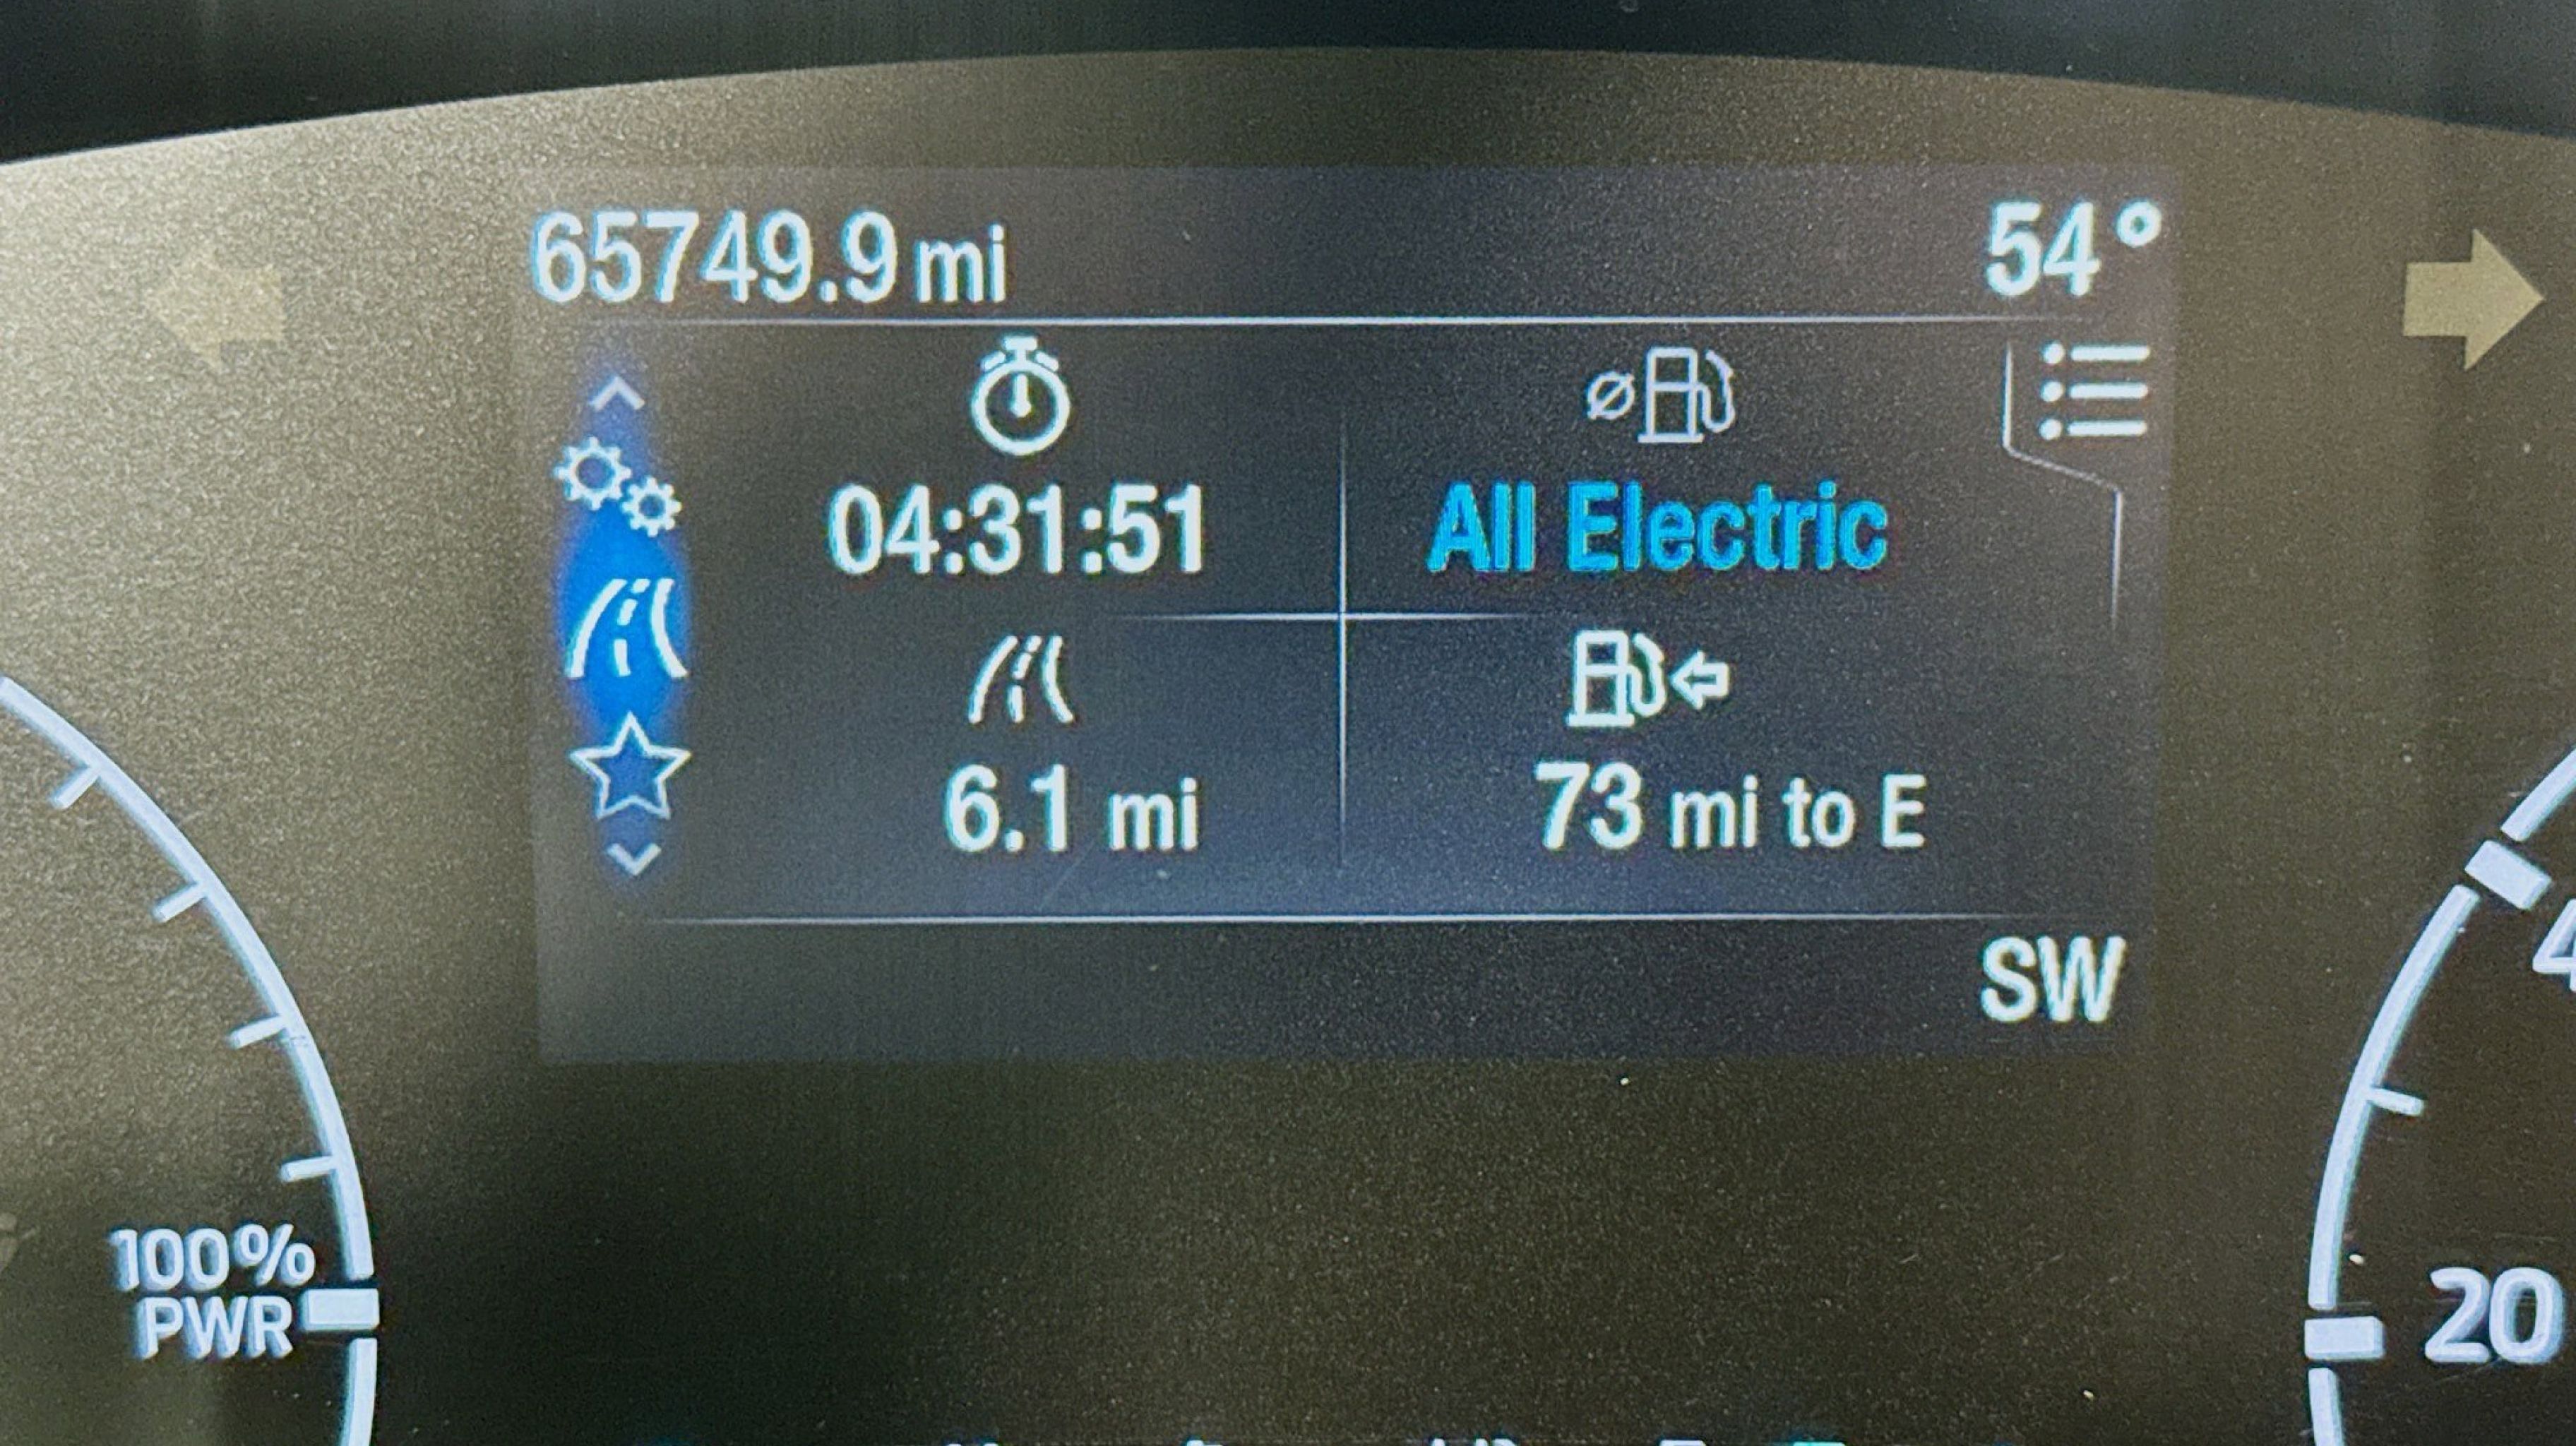 65749.9 mi 54°
04:31:51 All Electric
6.1 mi 73 mi to E
SW
100%
PWR
20